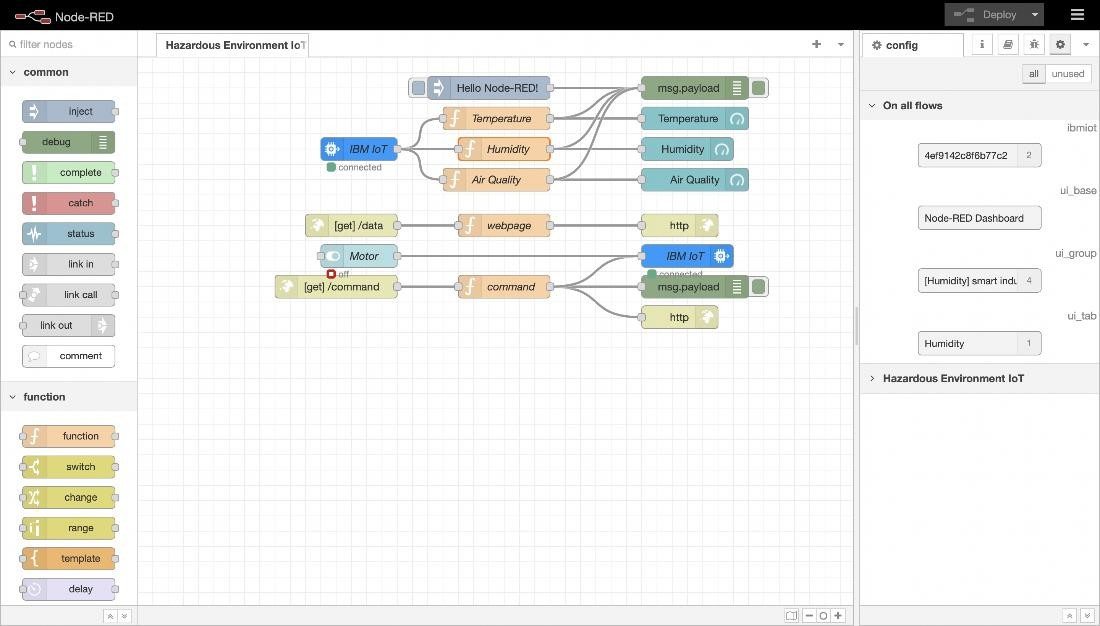 Node-RED
Deploy
filter nodes
Hazardous Environment IoT
config
all
unused
common
inject
debug
complete
catch
status
link in
link call
link out
comment
function
function
switch
change
range
template
delay
Hello Node-RED!
msg.payload
Temperature
Temperature
IBM IoT
connected
Humidity
Humidity
Air Quality
Air Quality
[get] /data
webpage
http
Motor
off
IBM IoT
connected
[get] /command
command
msg.payload
http
On all flows
ibmiot
4ef9142c8f6b77c2 2
ui_base
Node-RED Dashboard
ui_group
[Humidity] smart indu 4
ui_tab
Humidity 1
Hazardous Environment IoT